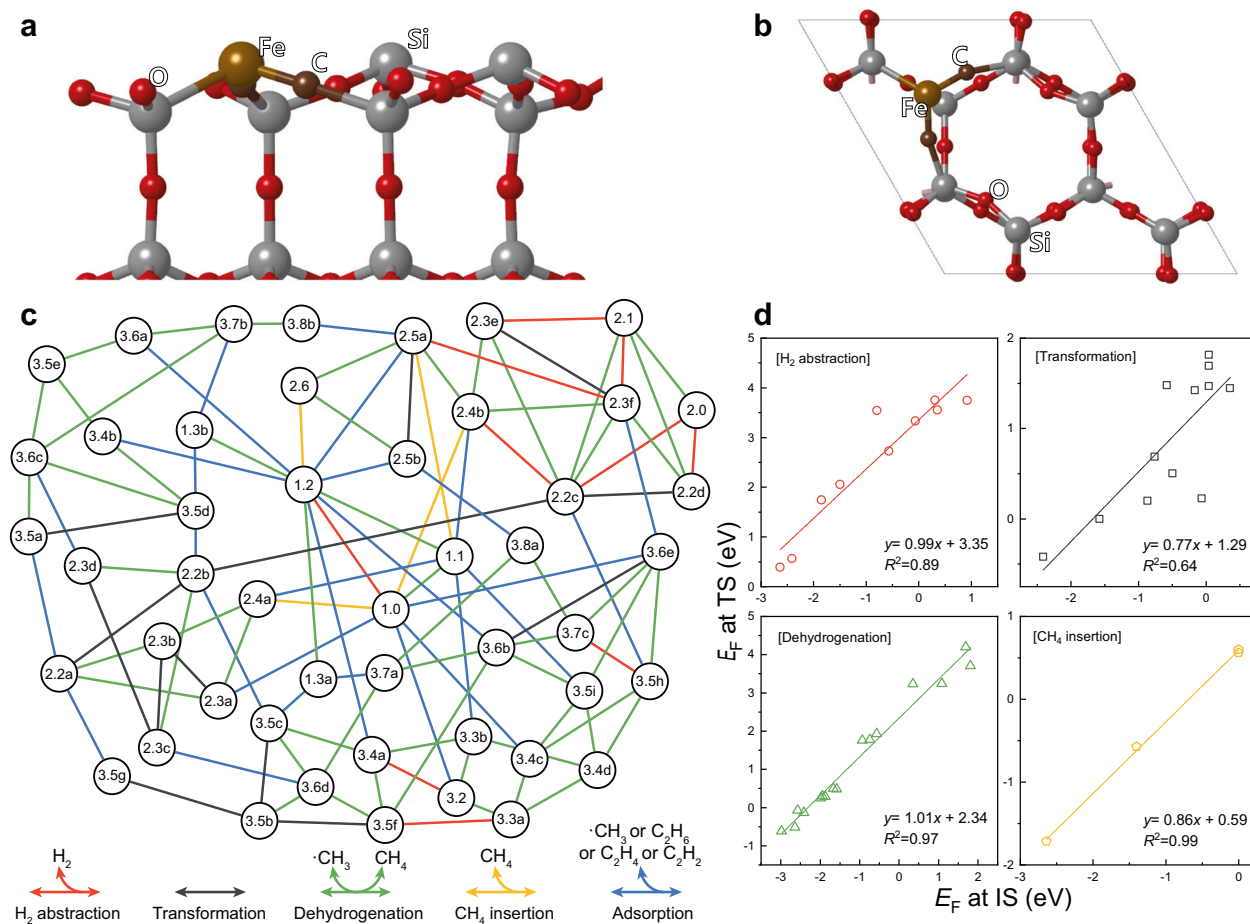 a
Fe
C
Si
O
b
C
Fe
O
Si
c
3.6a
3.7b
3.8b
2.5a
2.3e
2.1
3.5e
2.6
2.4b
2.3f
2.0
3.4b
1.3b
3.6c
2.5b
1.2
2.2c
2.2d
3.5d
3.5a
3.8a
3.6e
2.3d
2.2b
1.1
2.4a
1.0
2.3b
3.7c
3.6b
2.2a
2.3a
1.3a
3.7a
3.5i
3.5h
3.5c
2.3c
3.4a
3.3b
3.4c
3.4d
3.5g
3.6d
3.2
3.5b
3.5f
3.3a
H₂
H₂ abstraction
Transformation
·CH₃ CH₄
Dehydrogenation
CH₄
CH₄ insertion
·CH₃ or C₂H₆
or C₂H₄ or C₂H₂
Adsorption
d
E_F at TS (eV)
[H₂ abstraction]
y= 0.99x + 3.35
R²=0.89
5
4
3
2
1
0
-3 -2 -1 0 1 2
[Transformation]
y= 0.77x + 1.29
R²=0.64
2
1
0
-1
-2 -1 0
[Dehydrogenation]
y= 1.01x + 2.34
R²=0.97
5
4
3
2
1
0
-1
-3 -2 -1 0 1 2
[CH₄ insertion]
y= 0.86x + 0.59
R²=0.99
1
0
-1
-2
-2 -1 0
E_F at IS (eV)